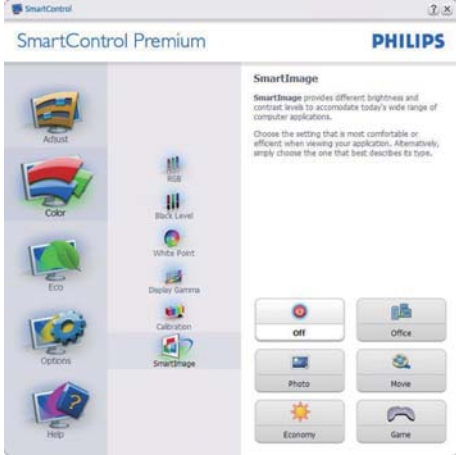 SmartControl
SmartControl Premium
PHILIPS
Adjust
Color
Eco
Options
Help
RGB
Black Level
White Point
Display Gamma
Calibration
SmartImage
SmartImage
SmartImage provides different brightness and
contrast levels to accomodate today's wide range of
computer applications.
Choose the setting that is most comfortable or
efficient when viewing your application. Alternatively,
simply choose the one that best describes its type.
Off
Office
Photo
Movie
Economy
Game